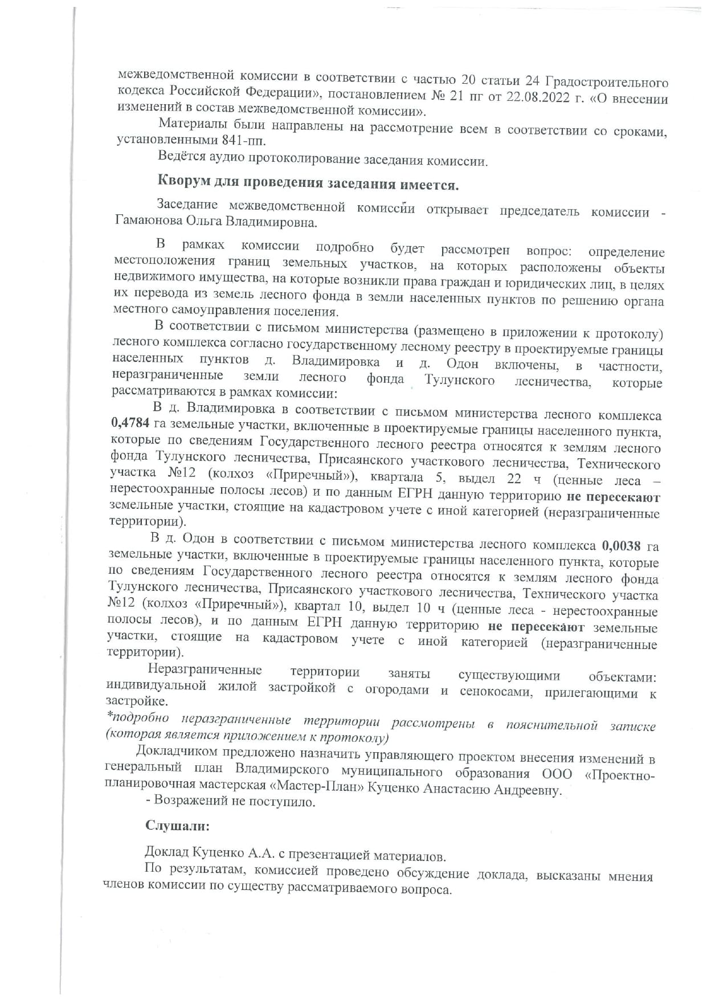 межведомственной комиссии в соответствии с частью 20 статьи 24 Градостроительного
кодекса Российской Федерации», постановлением № 21 пг от 22.08.2022 г. «О внесении
изменений в состав межведомственной комиссии».
Материалы были направлены на рассмотрение всем в соответствии со сроками,
установленными 841-пп.
Ведётся аудио протоколирование заседания комиссии.
Кворум для проведения заседания имеется.
Заседание межведомственной комиссии открывает председатель комиссии -
Гамаюнова Ольга Владимировна.
В рамках комиссии подробно будет рассмотрен вопрос: определение
местоположения границ земельных участков, на которых расположены объекты
недвижимого имущества, на которые возникли права граждан и юридических лиц, в целях
их перевода из земель лесного фонда в земли населенных пунктов по решению органа
местного самоуправления поселения.
В соответствии с письмом министерства (размещено в приложении к протоколу)
лесного комплекса согласно государственному лесному реестру в проектируемые границы
населенных пунктов д. Владимировка и д. Одон включены, в частности,
неразграниченные земли лесного фонда Тулунского лесничества, которые
рассматриваются в рамках комиссии:
В д. Владимировка в соответствии с письмом министерства лесного комплекса
0,4784 га земельные участки, включенные в проектируемые границы населенного пункта,
которые по сведениям Государственного лесного реестра относятся к землям лесного
фонда Тулунского лесничества, Присаянского участкового лесничества, Технического
участка №12 (колхоз «Приречный»), квартала 5, выдел 22 ч (ценные леса –
нерестоохранные полосы лесов) и по данным ЕГРН данную территорию не пересекают
земельные участки, стоящие на кадастровом учете с иной категорией (неразграниченные
территории).
В д. Одон в соответствии с письмом министерства лесного комплекса 0,0038 га
земельные участки, включенные в проектируемые границы населенного пункта, которые
по сведениям Государственного лесного реестра относятся к землям лесного фонда
Тулунского лесничества, Присаянского участкового лесничества, Технического участка
№12 (колхоз «Приречный»), квартал 10, выдел 10 ч (ценные леса - нерестоохранные
полосы лесов), и по данным ЕГРН данную территорию не пересекают земельные
участки, стоящие на кадастровом учете с иной категорией (неразграниченные
территории).
Неразграниченные территории заняты существующими объектами:
индивидуальной жилой застройкой с огородами и сенокосами, прилегающими к
застройке.
*подробно неразграниченные территории рассмотрены в пояснительной записке
(которая является приложением к протоколу)
Докладчиком предложено назначить управляющего проектом внесения изменений в
генеральный план Владимирского муниципального образования ООО «Проектно-
планировочная мастерская «Мастер-План» Куценко Анастасию Андреевну.
- Возражений не поступило.
Слушали:
Доклад Куценко А.А. с презентацией материалов.
По результатам, комиссией проведено обсуждение доклада, высказаны мнения
членов комиссии по существу рассматриваемого вопроса.